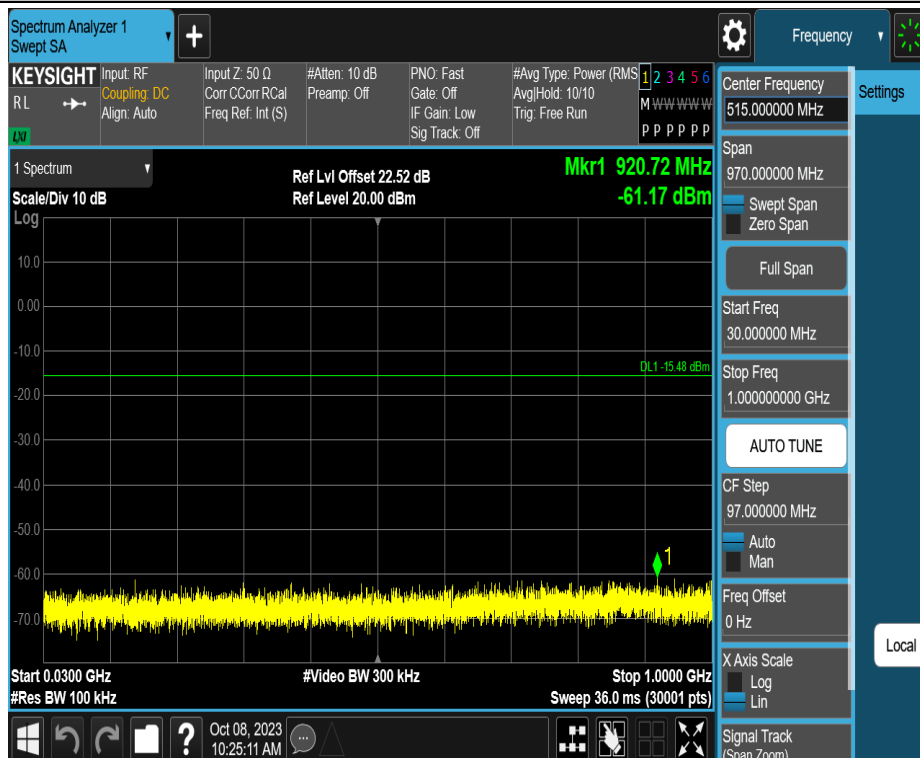 Spectrum Analyzer 1
Swept SA
+
Frequency
KEYSIGHT
R L
LXI
Input: RF
Coupling: DC
Align: Auto
Input Z: 50 Ω
Corr CCorr RCal
Freq Ref: Int (S)
#Atten: 10 dB
Preamp: Off
PNO: Fast
Gate: Off
IF Gain: Low
Sig Track: Off
#Avg Type: Power (RMS
Avg|Hold: 10/10
Trig: Free Run
1 2 3 4 5 6
M W W W W W
P P P P P P
Center Frequency
515.000000 MHz
Settings
Span
970.000000 MHz
Swept Span
Zero Span
Full Span
Start Freq
30.000000 MHz
Stop Freq
1.000000000 GHz
AUTO TUNE
CF Step
97.000000 MHz
Auto
Man
Freq Offset
0 Hz
X Axis Scale
Log
Lin
Local
Signal Track
(Span Zoom)
1 Spectrum
Scale/Div 10 dB
Log
Ref Lvl Offset 22.52 dB
Ref Level 20.00 dBm
Mkr1 920.72 MHz
-61.17 dBm
10.0
0.00
-10.0
DL1 -15.48 dBm
-20.0
-30.0
-40.0
-50.0
1
-60.0
-70.0
Start 0.0300 GHz
#Video BW 300 kHz
Stop 1.0000 GHz
#Res BW 100 kHz
Sweep 36.0 ms (30001 pts)
?
Oct 08, 2023
10:25:11 AM